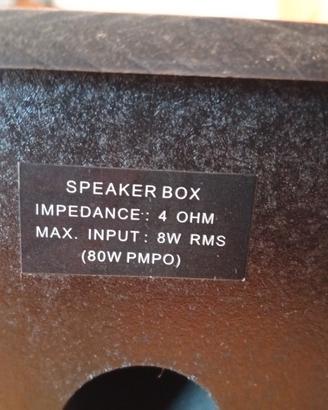 SPEAKER BOX
IMPEDANCE: 4 OHM
MAX. INPUT: 8W RMS
(80W PMPO)